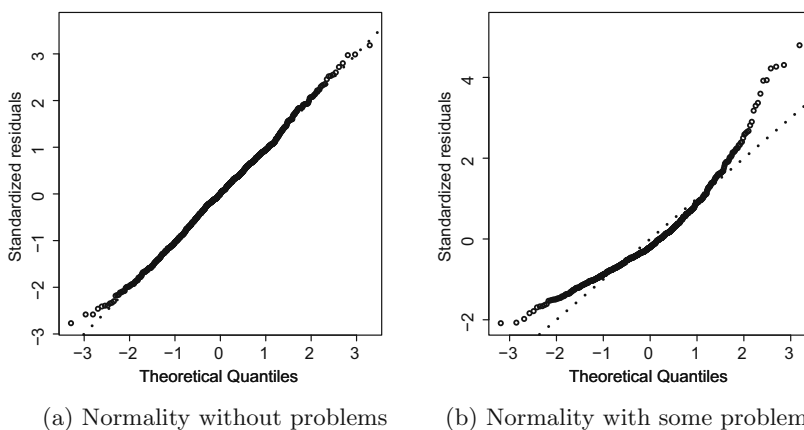 3
2
1
0
−1
−2
−3
Standardized residuals
−3 −2 −1 0 1 2 3
Theoretical Quantiles
(a) Normality without problems
4
2
0
−2
Standardized residuals
−3 −2 −1 0 1 2 3
Theoretical Quantiles
(b) Normality with some problem